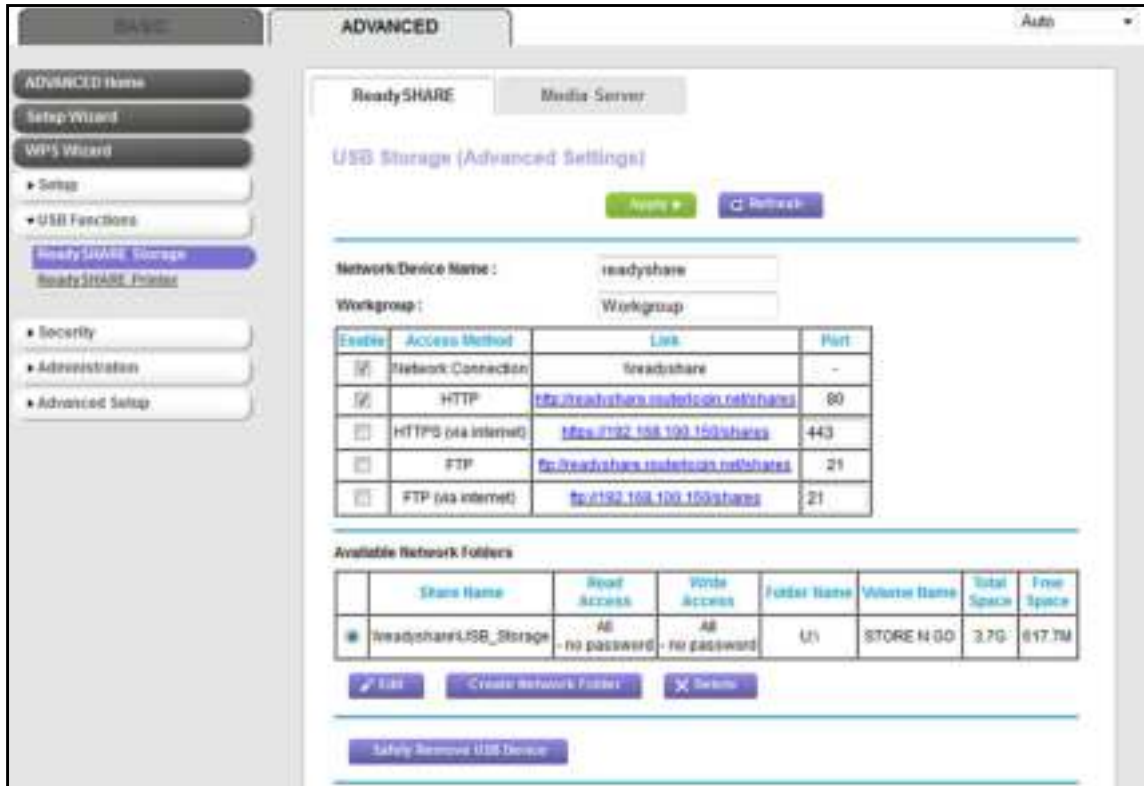 BASIC
ADVANCED
Auto
ADVANCED Home
Setup Wizard
WPS Wizard
Setup
USB Functions
ReadySHARE Storage
ReadySHARE Printer
Security
Administration
Advanced Setup
ReadySHARE
Media Server
USB Storage (Advanced Settings)
Apply
Refresh
Network/Device Name :
readyshare
Workgroup :
Workgroup
Enable Access Method Link Port
Network Connection \\readyshare -
HTTP http://readyshare.routerlogin.net/shares 80
HTTPS (via internet) https://192.168.100.150/shares 443
FTP ftp://readyshare.routerlogin.net/shares 21
FTP (via internet) ftp://192.168.100.150/shares 21
Available Network Folders
Share Name Read Access Write Access Folder Name Volume Name Total Space Free Space
\\readyshare\USB_Storage All - no password All - no password U:\ STORE N GO 3.7G 617.7M
Edit
Create Network Folder
Delete
Safely Remove USB Device